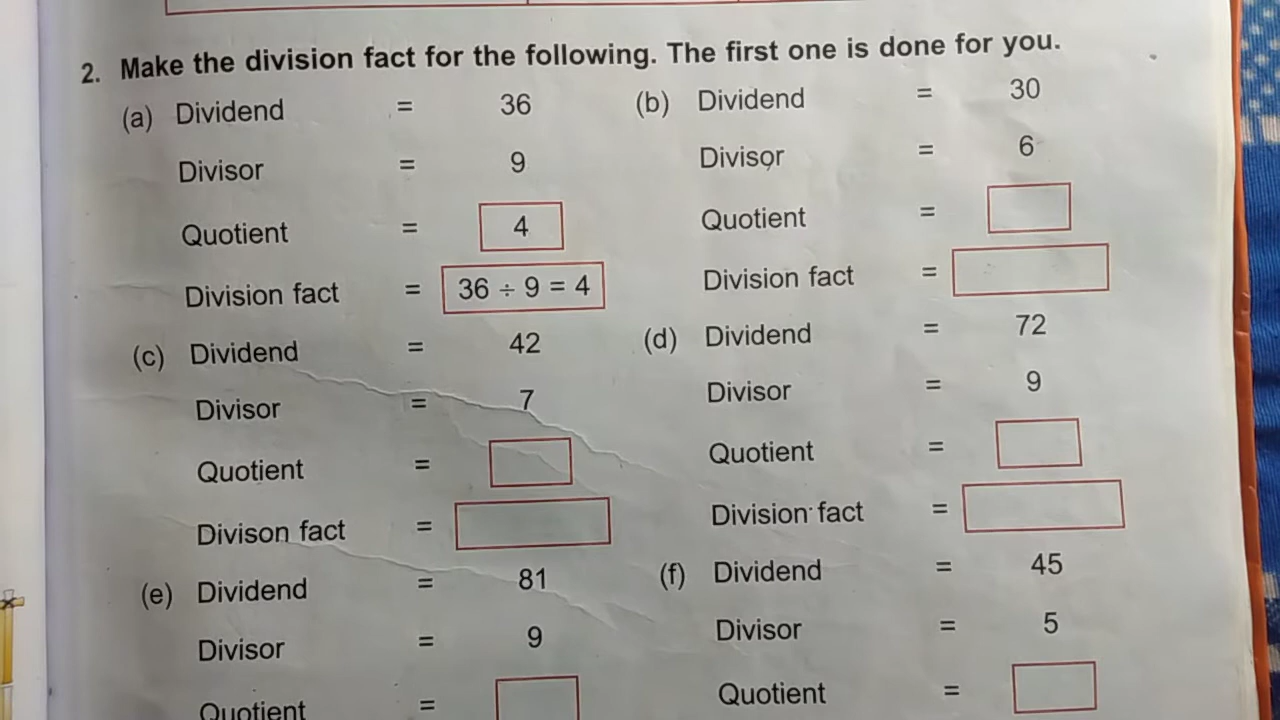 2. Make the division fact for the following. The first one is done for you.
(a) Dividend = 36
Divisor = 9
Quotient = 4
Division fact = 36 ÷ 9 = 4
(b) Dividend = 30
Divisor = 6
Quotient =
Division fact =
(c) Dividend = 42
Divisor = 7
Quotient =
Divison fact =
(d) Dividend = 72
Divisor = 9
Quotient =
Division fact =
(e) Dividend = 81
Divisor = 9
Quotient =
(f) Dividend = 45
Divisor = 5
Quotient =